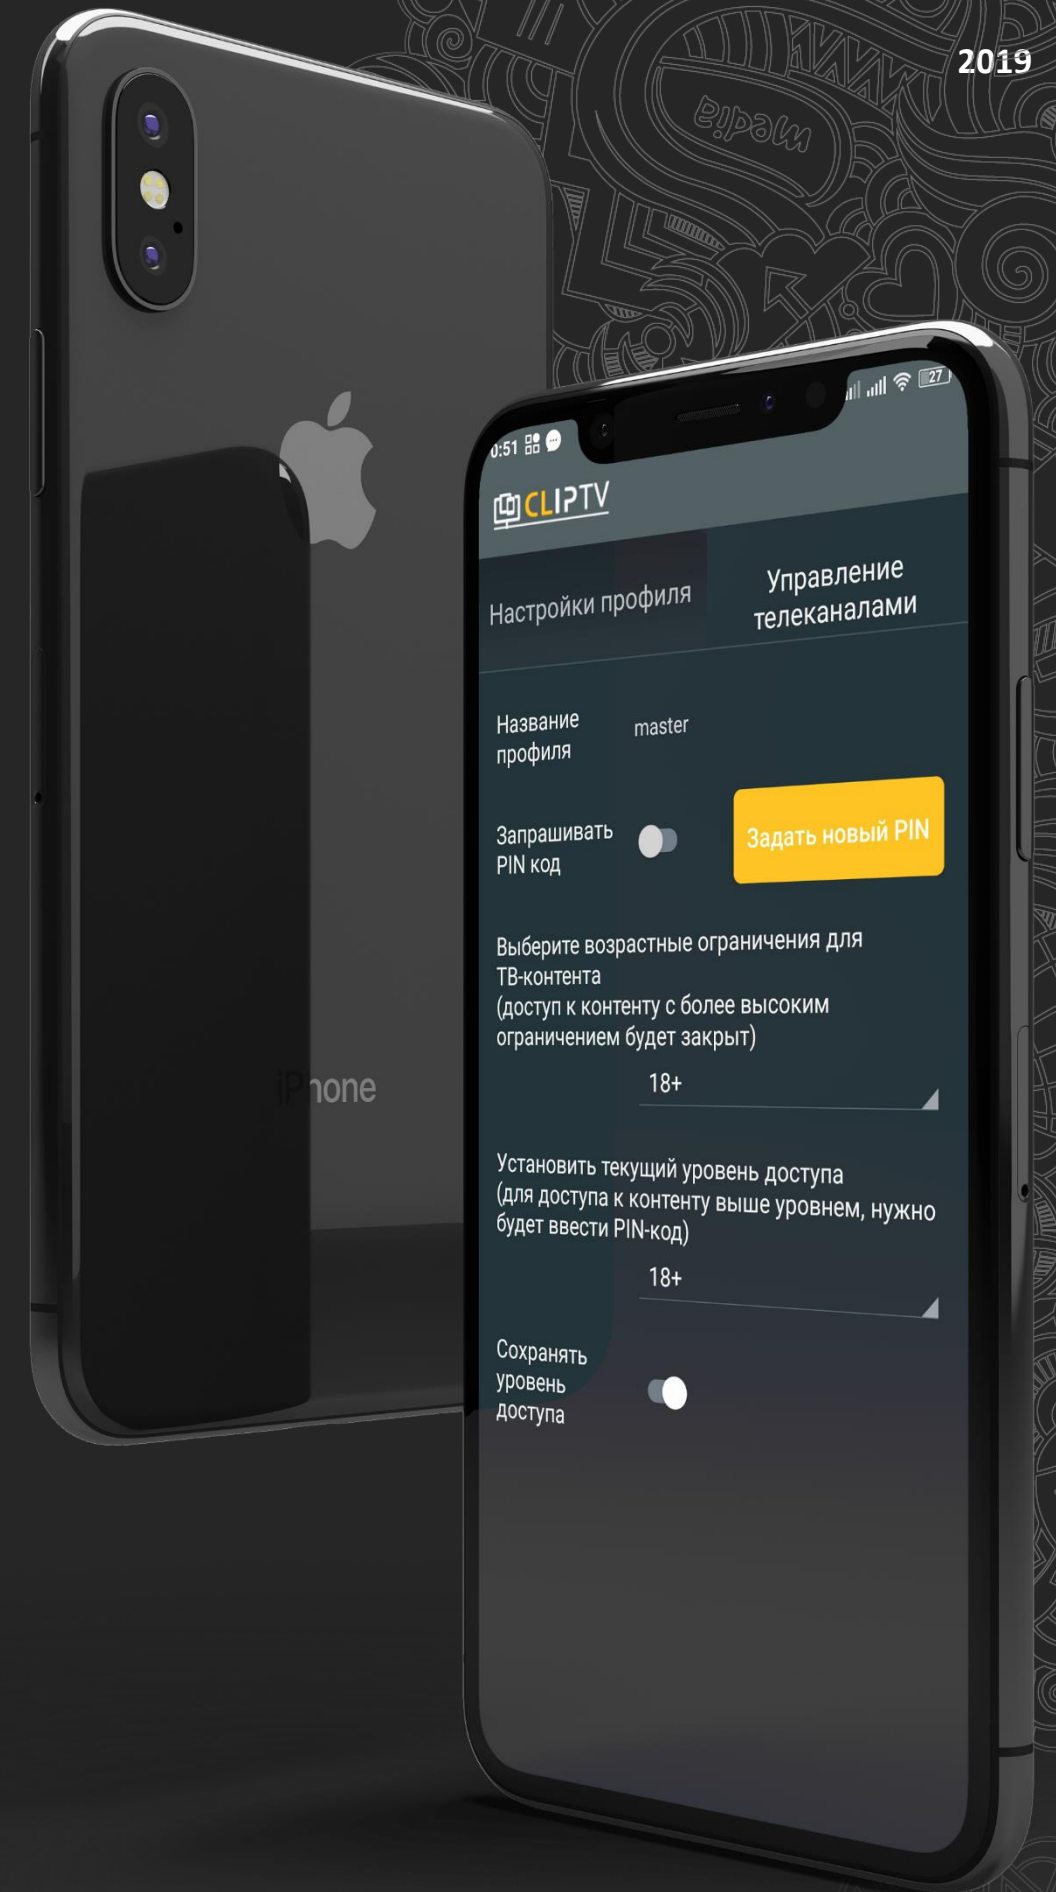 2019
media
0:51
27
CLIPTV
Настройки профиля
Управление
телеканалами
Название
профиля
master
Запрашивать
PIN код
Задать новый PIN
Выберите возрастные ограничения для
ТВ-контента
(доступ к контенту с более высоким
ограничением будет закрыт)
18+
Установить текущий уровень доступа
(для доступа к контенту выше уровнем, нужно
будет ввести PIN-код)
18+
Сохранять
уровень
доступа
iPhone